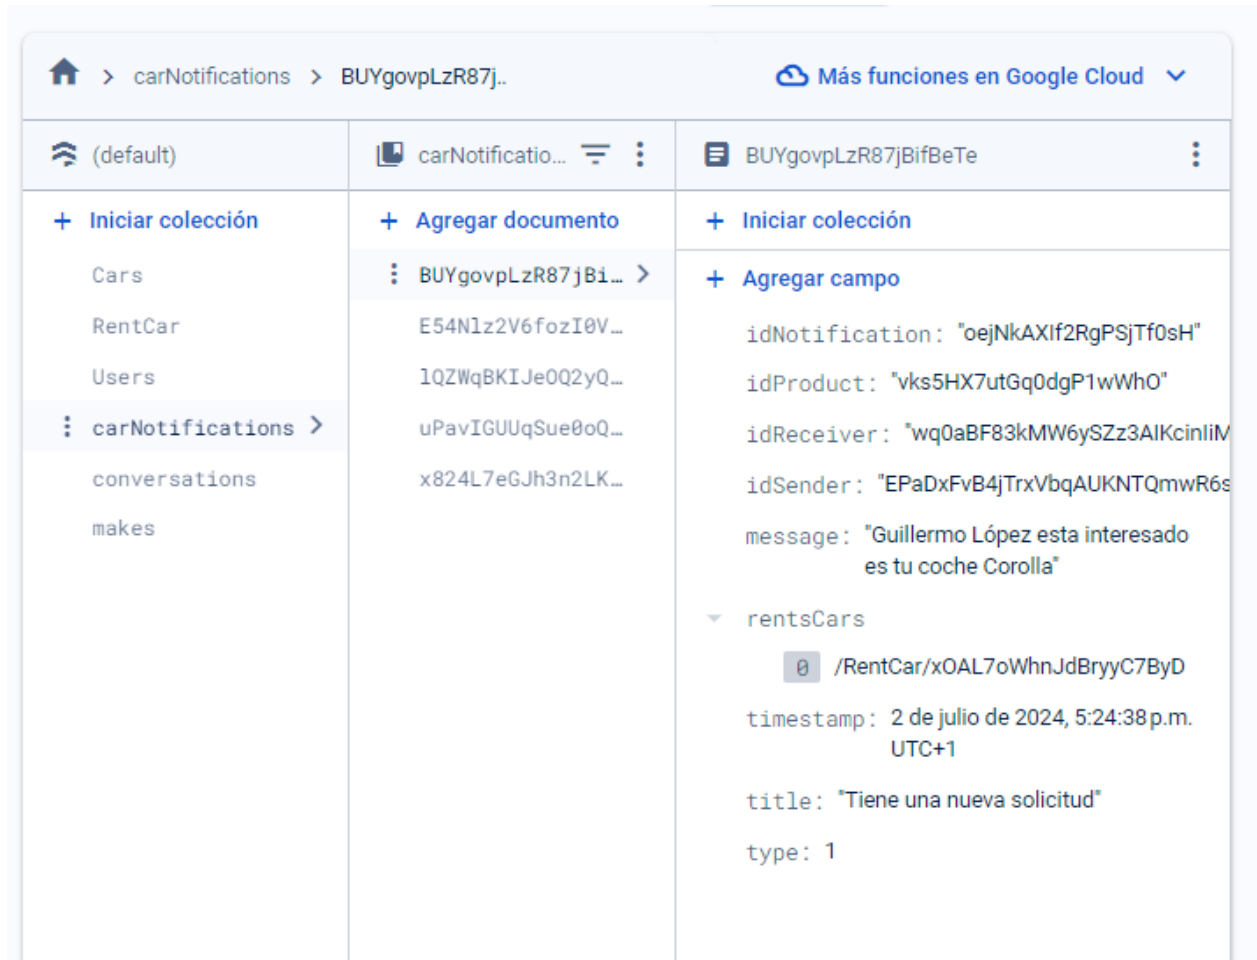 carNotifications > BUYgovpLzR87j..
Más funciones en Google Cloud
(default)
+ Iniciar colección
Cars
RentCar
Users
carNotifications
conversations
makes
carNotificatio...
+ Agregar documento
BUYgovpLzR87jBi…
E54Nlz2V6fozI0V…
1QZWqBKIJeOQ2yQ…
uPavIGUUqSue0oQ…
x824L7eGJh3n2LK…
BUYgovpLzR87jBifBeTe
+ Iniciar colección
+ Agregar campo
idNotification: "oejNkAXIf2RgPSjTf0sH"
idProduct: "vks5HX7utGq0dgP1wWhO"
idReceiver: "wq0aBF83kMW6ySZz3AIKcinIiM
idSender: "EPaDxFvB4jTrxVbqAUKNTQmwR6s
message: "Guillermo López esta interesado
es tu coche Corolla"
rentsCars
0 /RentCar/xOAL7oWhnJdBryyC7ByD
timestamp: 2 de julio de 2024, 5:24:38 p.m.
UTC+1
title: "Tiene una nueva solicitud"
type: 1